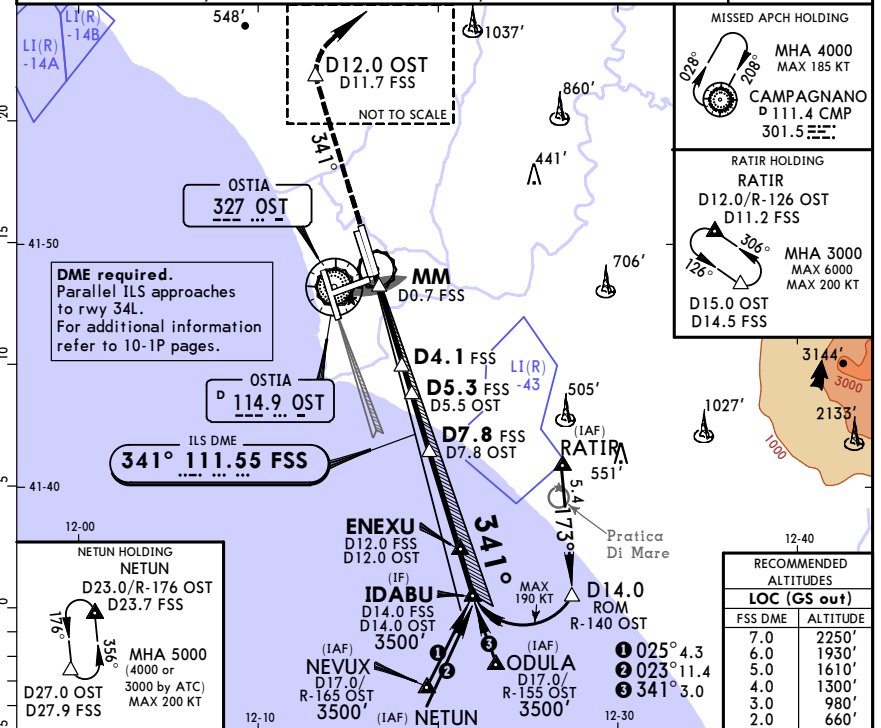 548'
LI(R)
-14B
LI(R)
-14A
D12.0 OST
D11.7 FSS
NOT TO SCALE
341°
1037'
860'
441'
MISSED APCH HOLDING
MHA 4000
MAX 185 KT
028°
208°
CAMPAGNANO
D 111.4 CMP
301.5
RATIR HOLDING
RATIR
D12.0/R-126 OST
D11.2 FSS
306°
126°
MHA 3000
MAX 6000
MAX 200 KT
D15.0 OST
D14.5 FSS
20
15
41-50
10
5
41-40
0
OSTIA
327 OST
DME required.
Parallel ILS approaches
to rwy 34L.
For additional information
refer to 10-1P pages.
MM
D0.7 FSS
706'
OSTIA
D 114.9 OST
D4.1 FSS
D5.3 FSS
D5.5 OST
D7.8 FSS
D7.8 OST
LI(R)
-43
505'
3144'
3000
1027'
2133'
1000
ILS DME
341° 111.55 FSS
(IAF)
RATIR
551'
5.4
173°
Pratica
Di Mare
12-00
12-40
341°
ENEXU
D12.0 FSS
D12.0 OST
(IF)
IDABU
D14.0 FSS
D14.0 OST
3500'
MAX
190 KT
D14.0
ROM
R-140 OST
NETUN HOLDING
NETUN
D23.0/R-176 OST
D23.7 FSS
176°
356°
MHA 5000
(4000 or
3000 by ATC)
MAX 200 KT
D27.0 OST
D27.9 FSS
(IAF)
NEVUX
D17.0/
R-165 OST
3500'
1
2
3
(IAF)
ODULA
D17.0/
R-155 OST
3500'
1 025° 4.3
2 023° 11.4
3 341° 3.0
(IAF) NETUN
12-10
12-30
RECOMMENDED
ALTITUDES
LOC (GS out)
FSS DME ALTITUDE
7.0 2250'
6.0 1930'
5.0 1610'
4.0 1300'
3.0 980'
2.0 660'